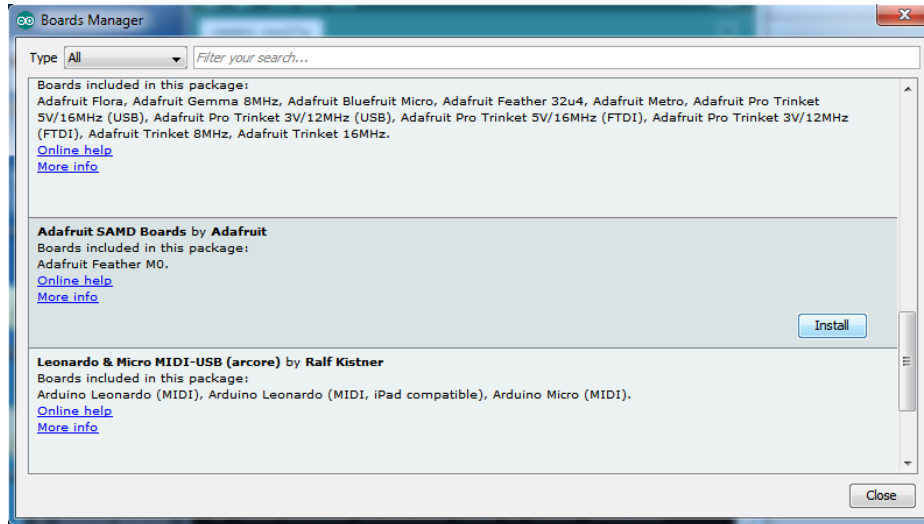 Boards Manager
Type All Filter your search...
Boards included in this package:
Adafruit Flora, Adafruit Gemma 8MHz, Adafruit Bluefruit Micro, Adafruit Feather 32u4, Adafruit Metro, Adafruit Pro Trinket
5V/16MHz (USB), Adafruit Pro Trinket 3V/12MHz (USB), Adafruit Pro Trinket 5V/16MHz (FTDI), Adafruit Pro Trinket 3V/12MHz
(FTDI), Adafruit Trinket 8MHz, Adafruit Trinket 16MHz.
Online help
More info
Adafruit SAMD Boards by Adafruit
Boards included in this package:
Adafruit Feather M0.
Online help
More info
Install
Leonardo & Micro MIDI-USB (arcore) by Ralf Kistner
Boards included in this package:
Arduino Leonardo (MIDI), Arduino Leonardo (MIDI, iPad compatible), Arduino Micro (MIDI).
Online help
More info
Close